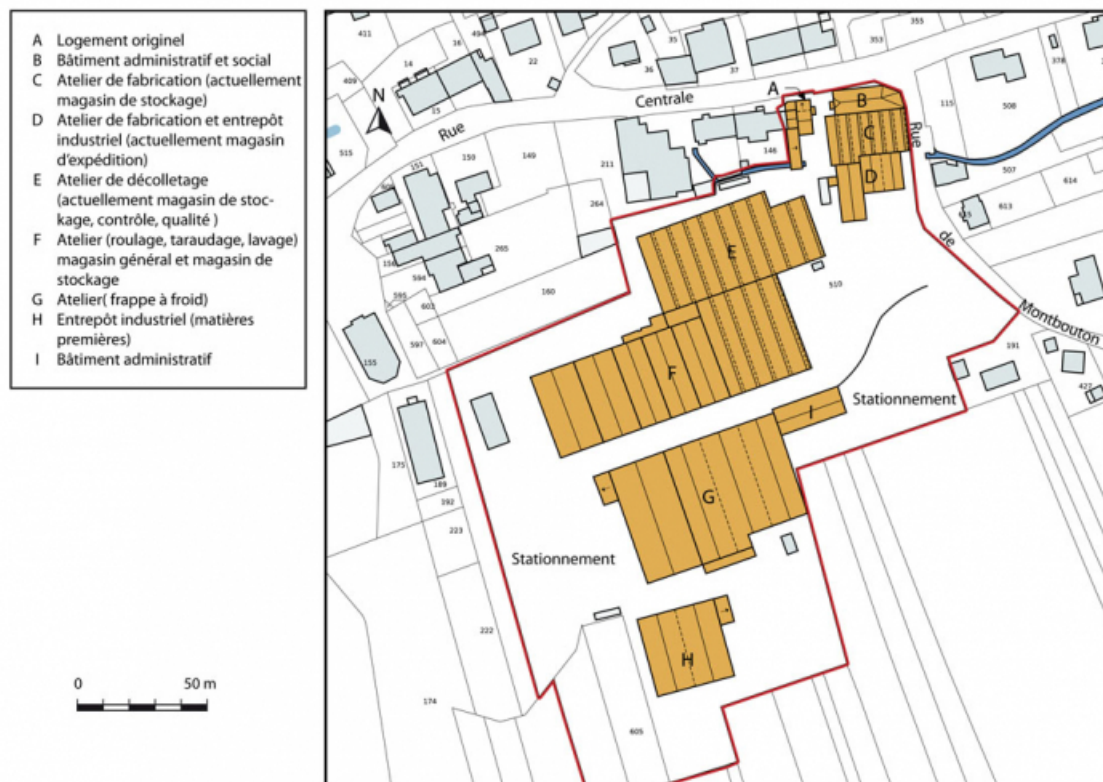 A Logement originel
B Bâtiment administratif et social
C Atelier de fabrication (actuellement
magasin de stockage)
D Atelier de fabrication et entrepôt
industriel (actuellement magasin
d'expédition)
E Atelier de décolletage
(actuellement magasin de stoc-
kage, contrôle, qualité )
F Atelier (roulage, taraudage, lavage)
magasin général et magasin de
stockage
G Atelier( frappe à froid)
H Entrepôt industriel (matières
premières)
I Bâtiment administratif
0 50 m
N
411
16
494
22
35
36
37
355
353
378
14
409
15
515
Rue Centrale
A
B
C
D
Rue de Montbouton
115
508
507
614
613
615
151
150
149
211
146
264
265
594
595
603
604
597
160
155
E
510
F
191
427
I
Stationnement
G
175
189
192
223
Stationnement
222
174
H
605